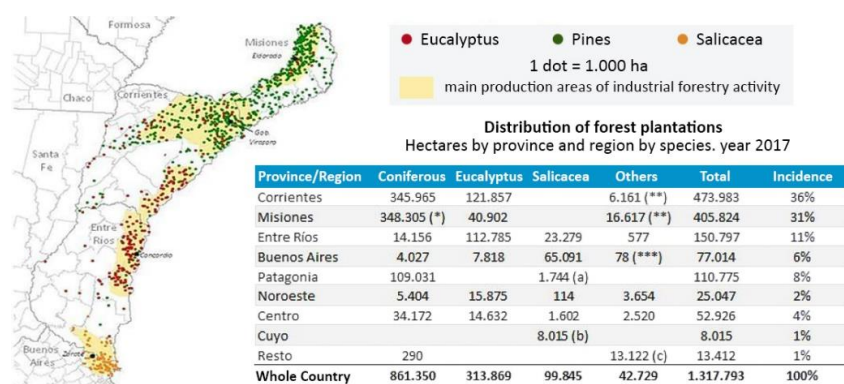 Formosa
Misiones
Eldorado
Chaco
Corrientes
Gob.
Virasoro
Santa
Fe
Entre
Ríos
Concordia
Buenos
Aires
Zárate
Eucalyptus Pines Salicacea
1 dot = 1.000 ha
main production areas of industrial forestry activity
Distribution of forest plantations
Hectares by province and region by species. year 2017
Province/Region Coniferous Eucalyptus Salicacea Others Total Incidence
Corrientes 345.965 121.857 6.161 (**) 473.983 36%
Misiones 348.305 (*) 40.902 16.617 (**) 405.824 31%
Entre Ríos 14.156 112.785 23.279 577 150.797 11%
Buenos Aires 4.027 7.818 65.091 78 (***) 77.014 6%
Patagonia 109.031 1.744 (a) 110.775 8%
Noroeste 5.404 15.875 114 3.654 25.047 2%
Centro 34.172 14.632 1.602 2.520 52.926 4%
Cuyo 8.015 (b) 8.015 1%
Resto 290 13.122 (c) 13.412 1%
Whole Country 861.350 313.869 99.845 42.729 1.317.793 100%